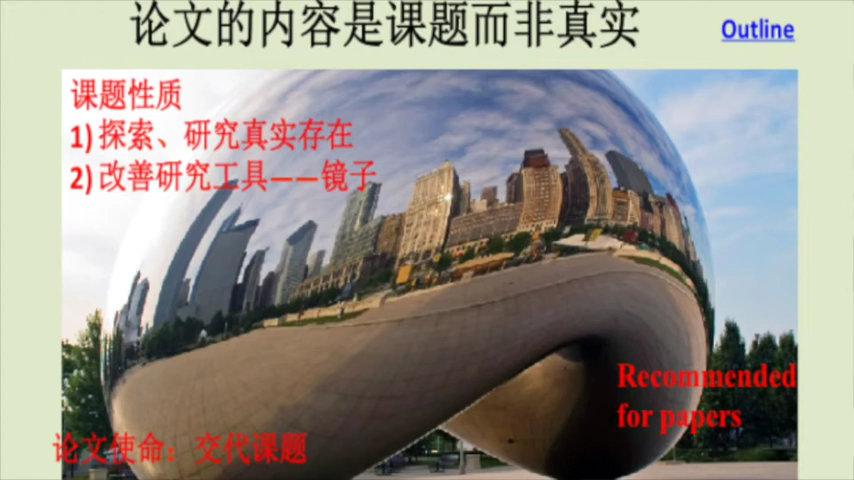 论文的内容是课题而非真实
Outline
课题性质
1) 探索、研究真实存在
2) 改善研究工具——镜子
Recommended
for papers
论文使命：交代课题